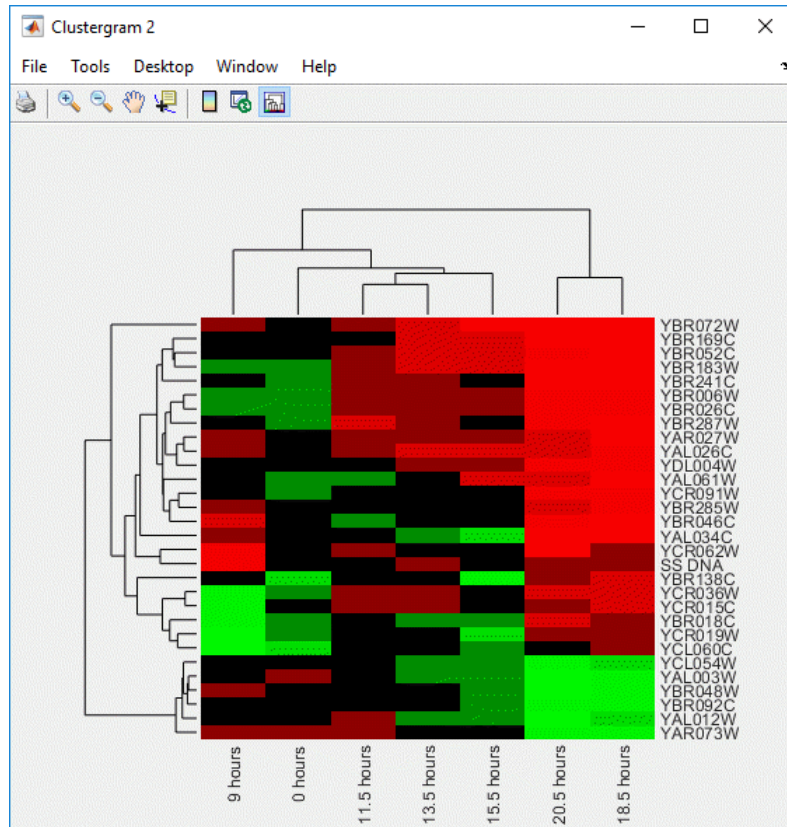 Clustergram 2
File Tools Desktop Window Help
YBR072W
YBR169C
YBR052C
YBR183W
YBR241C
YBR006W
YBR026C
YBR287W
YAR027W
YAL026C
YDL004W
YAL061W
YCR091W
YBR285W
YBR046C
YAL034C
YCR062W
SS DNA
YBR138C
YCR036W
YCR015C
YBR018C
YCR019W
YCL060C
YCL054W
YAL003W
YBR048W
YBR092C
YAL012W
YAR073W
9 hours
0 hours
11.5 hours
13.5 hours
15.5 hours
20.5 hours
18.5 hours